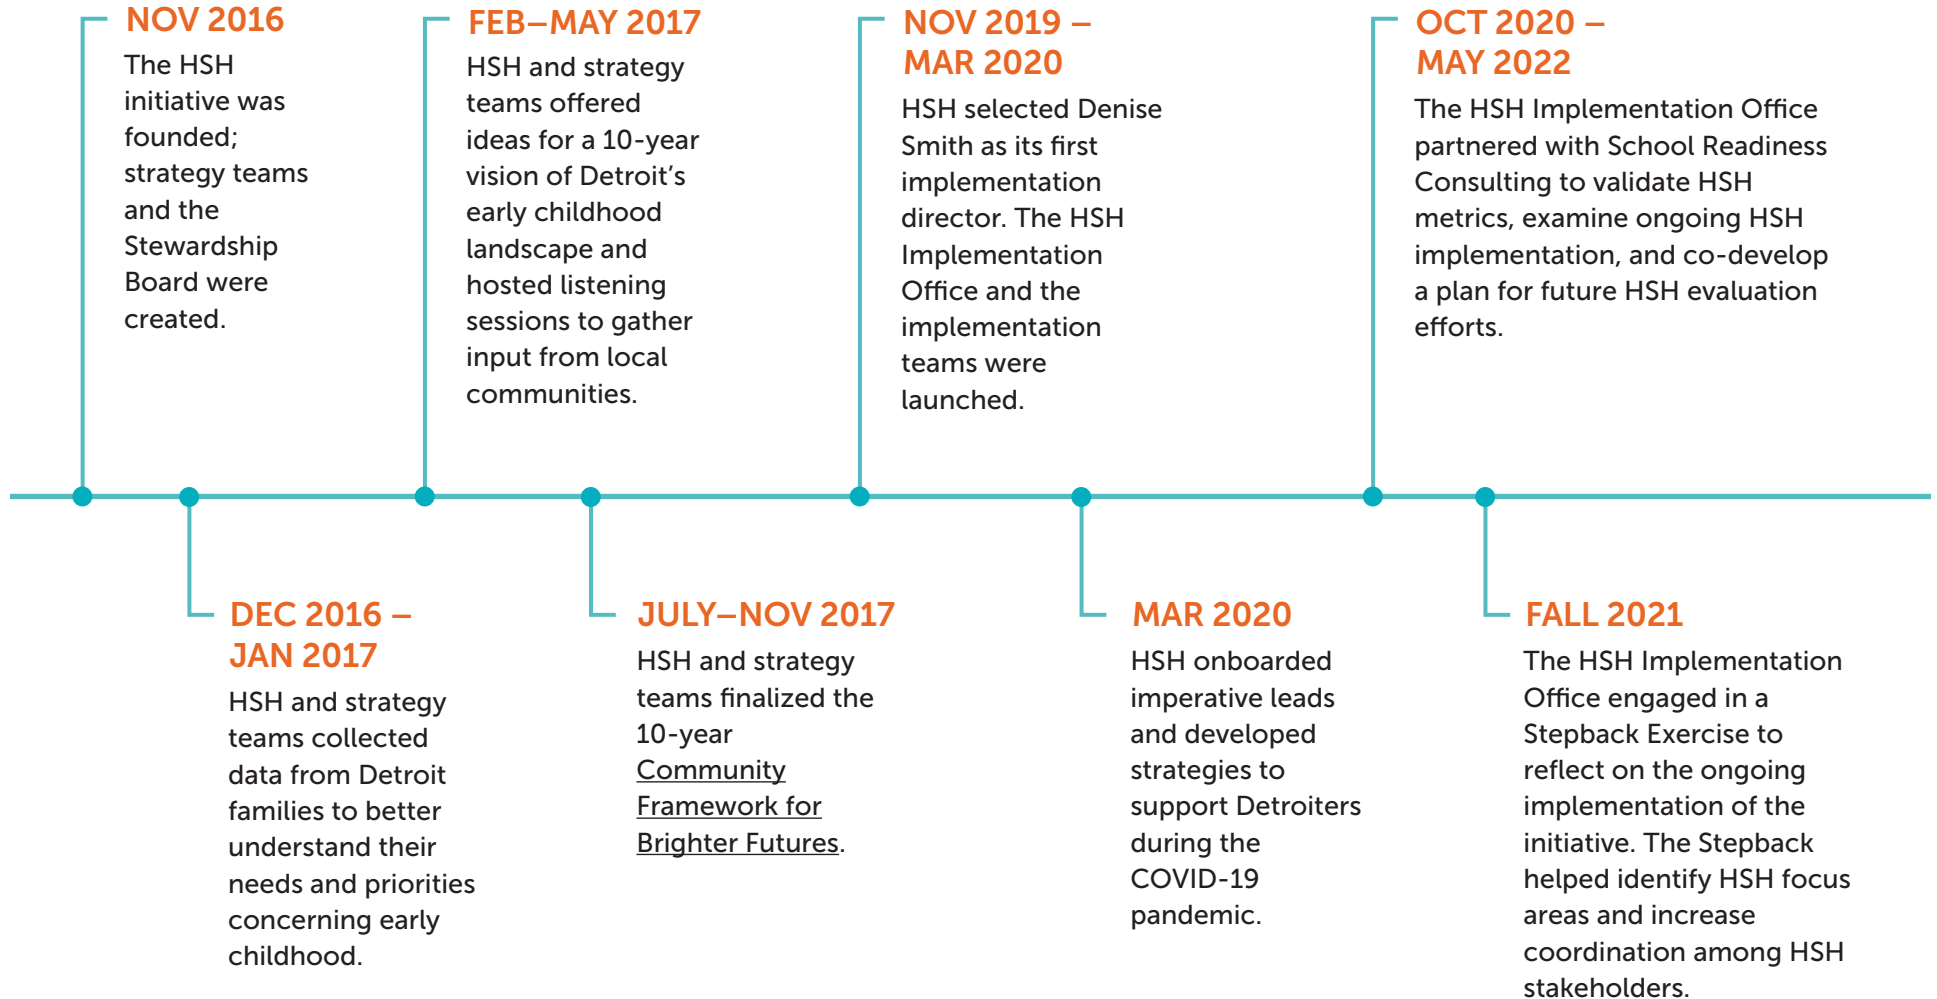 NOV 2016
The HSH
initiative was
founded;
strategy teams
and the
Stewardship
Board were
created.
FEB–MAY 2017
HSH and strategy
teams offered
ideas for a 10-year
vision of Detroit’s
early childhood
landscape and
hosted listening
sessions to gather
input from local
communities.
NOV 2019 –
MAR 2020
HSH selected Denise
Smith as its first
implementation
director. The HSH
Implementation
Office and the
implementation
teams were
launched.
OCT 2020 –
MAY 2022
The HSH Implementation Office
partnered with School Readiness
Consulting to validate HSH
metrics, examine ongoing HSH
implementation, and co-develop
a plan for future HSH evaluation
efforts.
DEC 2016 –
JAN 2017
HSH and strategy
teams collected
data from Detroit
families to better
understand their
needs and priorities
concerning early
childhood.
JULY–NOV 2017
HSH and strategy
teams finalized the
10-year
Community
Framework for
Brighter Futures.
MAR 2020
HSH onboarded
imperative leads
and developed
strategies to
support Detroiters
during the
COVID-19
pandemic.
FALL 2021
The HSH Implementation
Office engaged in a
Stepback Exercise to
reflect on the ongoing
implementation of the
initiative. The Stepback
helped identify HSH focus
areas and increase
coordination among HSH
stakeholders.